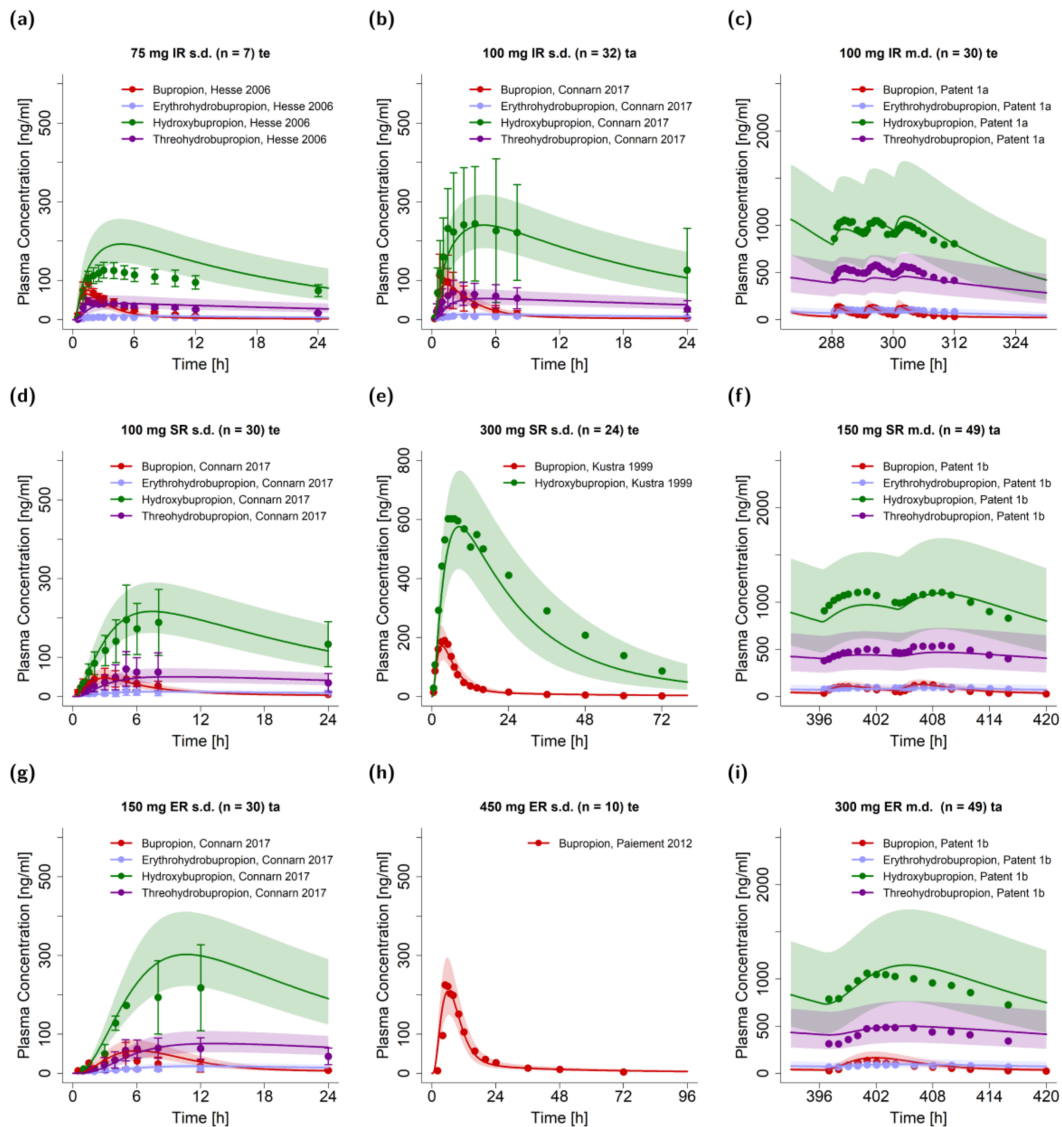 (a)
75 mg IR s.d. (n = 7) te
Plasma Concentration [ng/ml]
500
300
100
0
Bupropion, Hesse 2006
Erythrohydrobupropion, Hesse 2006
Hydroxybupropion, Hesse 2006
Threohydrobupropion, Hesse 2006
0 6 12 18 24
Time [h]
(b)
100 mg IR s.d. (n = 32) ta
Plasma Concentration [ng/ml]
500
300
100
0
Bupropion, Connarn 2017
Erythrohydrobupropion, Connarn 2017
Hydroxybupropion, Connarn 2017
Threohydrobupropion, Connarn 2017
0 6 12 18 24
Time [h]
(c)
100 mg IR m.d. (n = 30) te
Plasma Concentration [ng/ml]
2000
1000
500
0
Bupropion, Patent 1a
Erythrohydrobupropion, Patent 1a
Hydroxybupropion, Patent 1a
Threohydrobupropion, Patent 1a
288 300 312 324
Time [h]
(d)
100 mg SR s.d. (n = 30) te
Plasma Concentration [ng/ml]
500
300
100
0
Bupropion, Connarn 2017
Erythrohydrobupropion, Connarn 2017
Hydroxybupropion, Connarn 2017
Threohydrobupropion, Connarn 2017
0 6 12 18 24
Time [h]
(e)
300 mg SR s.d. (n = 24) te
Plasma Concentration [ng/ml]
800
600
400
200
0
Bupropion, Kustra 1999
Hydroxybupropion, Kustra 1999
0 24 48 72
Time [h]
(f)
150 mg SR m.d. (n = 49) ta
Plasma Concentration [ng/ml]
2000
1000
500
0
Bupropion, Patent 1b
Erythrohydrobupropion, Patent 1b
Hydroxybupropion, Patent 1b
Threohydrobupropion, Patent 1b
396 402 408 414 420
Time [h]
(g)
150 mg ER s.d. (n = 30) ta
Plasma Concentration [ng/ml]
500
300
100
0
Bupropion, Connarn 2017
Erythrohydrobupropion, Connarn 2017
Hydroxybupropion, Connarn 2017
Threohydrobupropion, Connarn 2017
0 6 12 18 24
Time [h]
(h)
450 mg ER s.d. (n = 10) te
Plasma Concentration [ng/ml]
500
300
100
0
Bupropion, Paiement 2012
0 24 48 72 96
Time [h]
(i)
300 mg ER m.d. (n = 49) ta
Plasma Concentration [ng/ml]
2000
1000
500
0
Bupropion, Patent 1b
Erythrohydrobupropion, Patent 1b
Hydroxybupropion, Patent 1b
Threohydrobupropion, Patent 1b
396 402 408 414 420
Time [h]